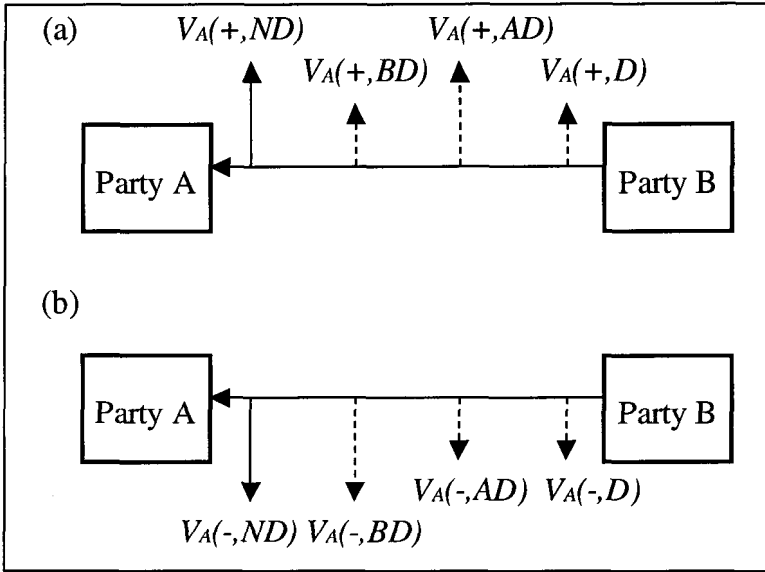 (a)
V_A(+,ND)
V_A(+,AD)
V_A(+,BD)
V_A(+,D)
Party A
Party B
(b)
Party A
Party B
V_A(-,AD)
V_A(-,D)
V_A(-,ND)
V_A(-,BD)